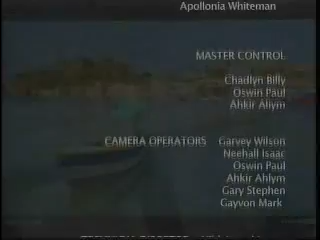 Apollonia Whiteman
MASTER CONTROL
Chadlyn Billy
Oswin Paul
Ahkir Aliym
CAMERA OPERATORS Garvey Wilson
Neehall Isaac
Oswin Paul
Ahkir Ahlym
Gary Stephen
Gayvon Mark